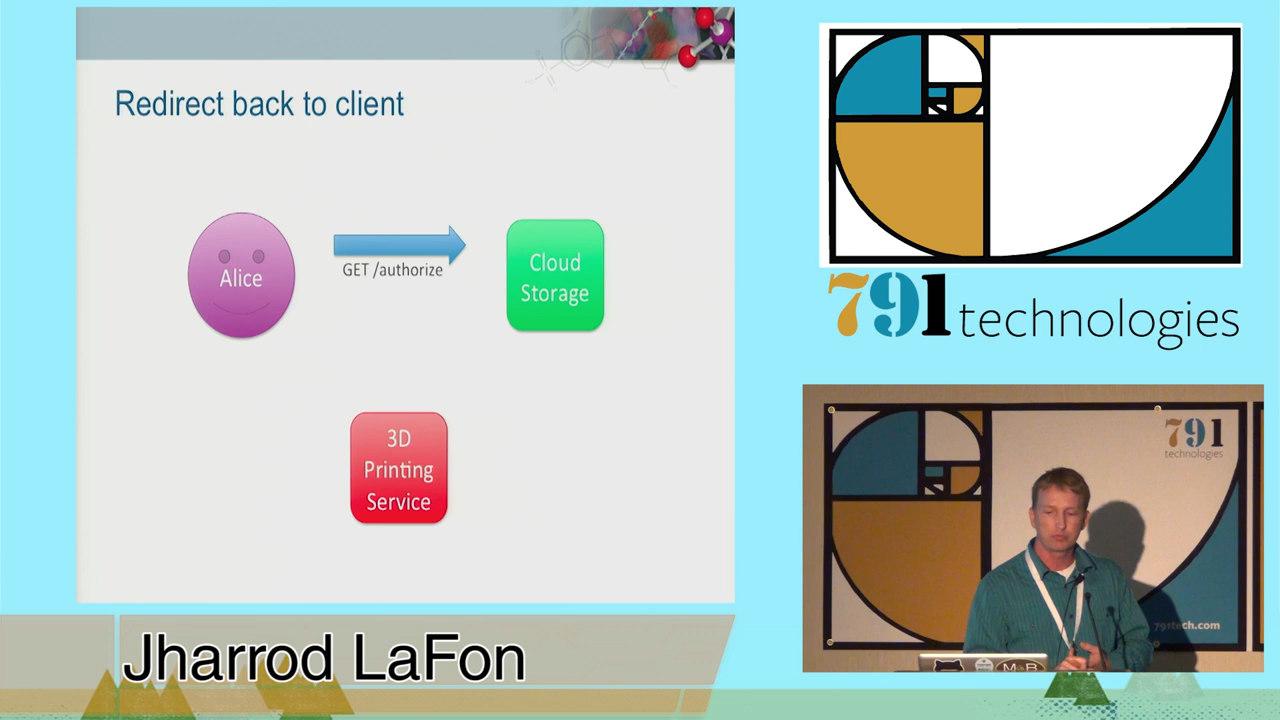 Redirect back to client
Alice
GET /authorize
Cloud
Storage
3D
Printing
Service
791 technologies
791
technologies
791tech.com
M&B
Jharrod LaFon